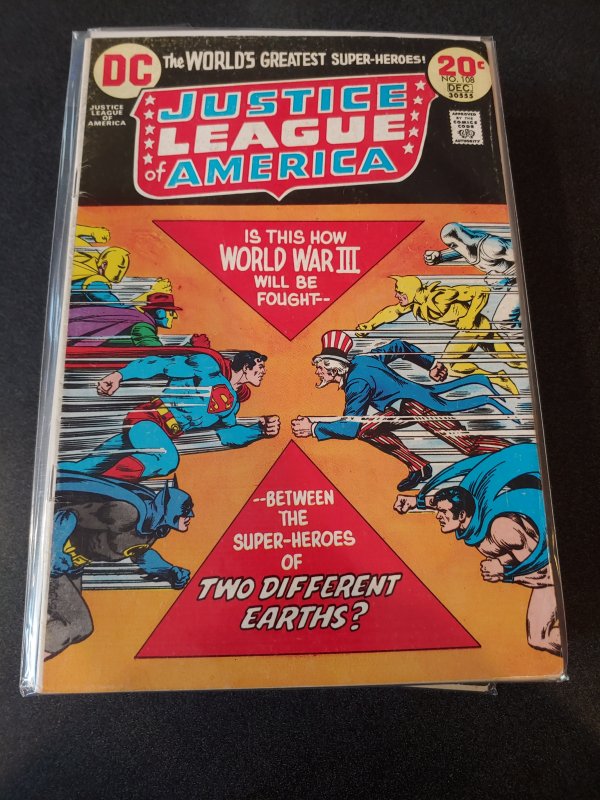 DC
The WORLD'S GREATEST SUPER-HEROES!
20¢
NO. 108
DEC.
30555
JUSTICE
LEAGUE OF
AMERICA
JUSTICE
LEAGUE
of AMERICA
APPROVED
BY THE
COMICS
CODE
AUTHORITY
IS THIS HOW
WORLD WAR III
WILL BE
FOUGHT--
S
--BETWEEN
THE
SUPER-HEROES
OF
TWO DIFFERENT
EARTHS?